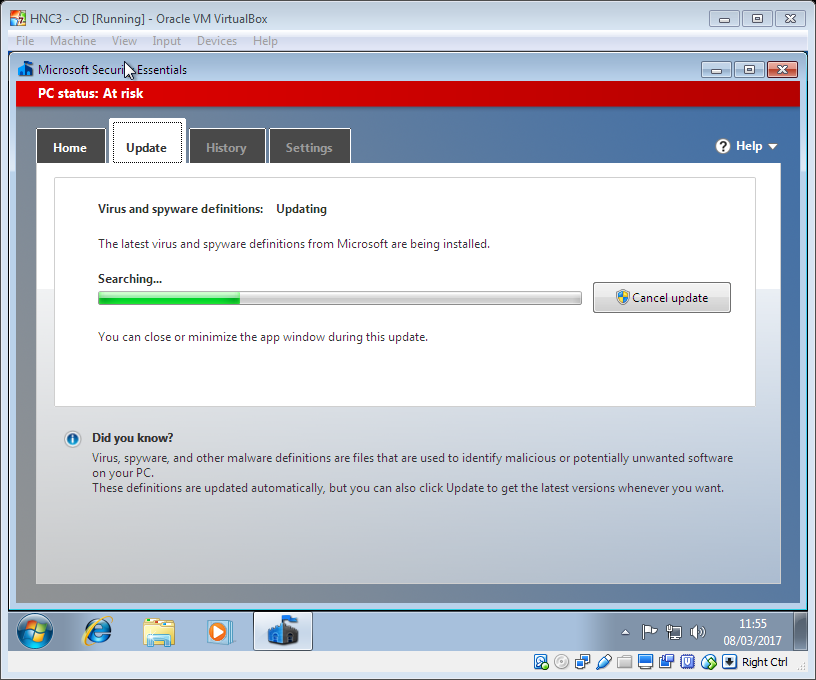 HNC3 - CD [Running] - Oracle VM VirtualBox
File Machine View Input Devices Help
Microsoft Securi Essentials
PC status: At risk
Home Update History Settings ? Help
Virus and spyware definitions: Updating
The latest virus and spyware definitions from Microsoft are being installed.
Searching...
Cancel update
You can close or minimize the app window during this update.
Did you know?
Virus, spyware, and other malware definitions are files that are used to identify malicious or potentially unwanted software
on your PC.
These definitions are updated automatically, but you can also click Update to get the latest versions whenever you want.
11:55
08/03/2017
Right Ctrl